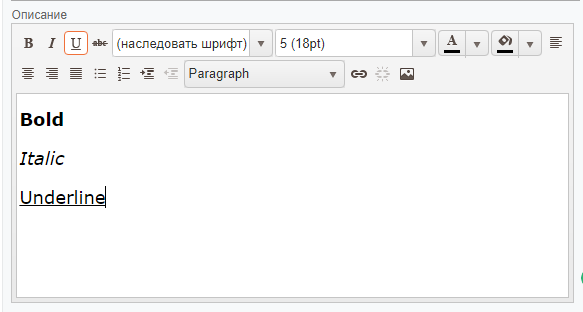 Описание
B I U abc (наследовать шрифт) 5 (18pt) A
Paragraph
Bold
Italic
Underline